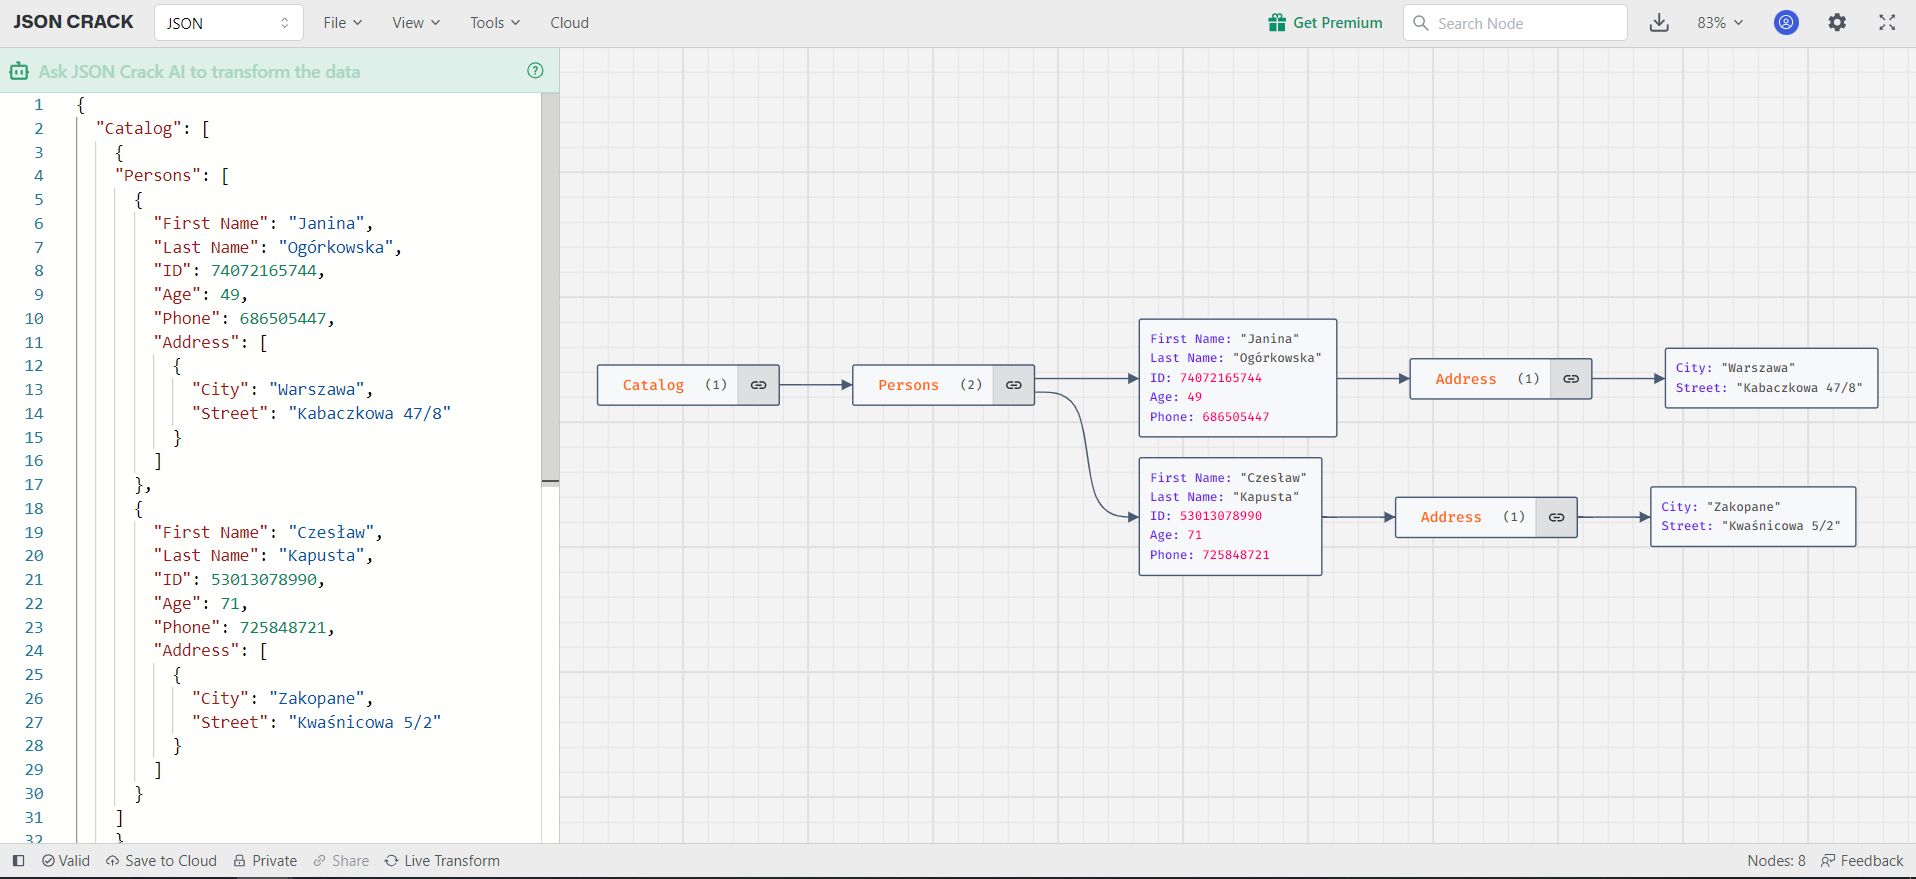 JSON CRACK JSON File View Tools Cloud Get Premium Search Node 83%
Ask JSON Crack AI to transform the data ?
1 {
2 "Catalog": [
3 {
4 "Persons": [
5 {
6 "First Name": "Janina",
7 "Last Name": "Ogórkowska",
8 "ID": 74072165744,
9 "Age": 49,
10 "Phone": 686505447,
11 "Address": [
12 {
13 "City": "Warszawa",
14 "Street": "Kabaczkowa 47/8"
15 }
16 ]
17 },
18 {
19 "First Name": "Czesław",
20 "Last Name": "Kapusta",
21 "ID": 53013078990,
22 "Age": 71,
23 "Phone": 725848721,
24 "Address": [
25 {
26 "City": "Zakopane",
27 "Street": "Kwaśnicowa 5/2"
28 }
29 ]
30 }
31 ]
32 }
Catalog (1)
Persons (2)
First Name: "Janina"
Last Name: "Ogórkowska"
ID: 74072165744
Age: 49
Phone: 686505447
Address (1)
City: "Warszawa"
Street: "Kabaczkowa 47/8"
First Name: "Czesław"
Last Name: "Kapusta"
ID: 53013078990
Age: 71
Phone: 725848721
Address (1)
City: "Zakopane"
Street: "Kwaśnicowa 5/2"
Valid Save to Cloud Private Share Live Transform Nodes: 8 Feedback